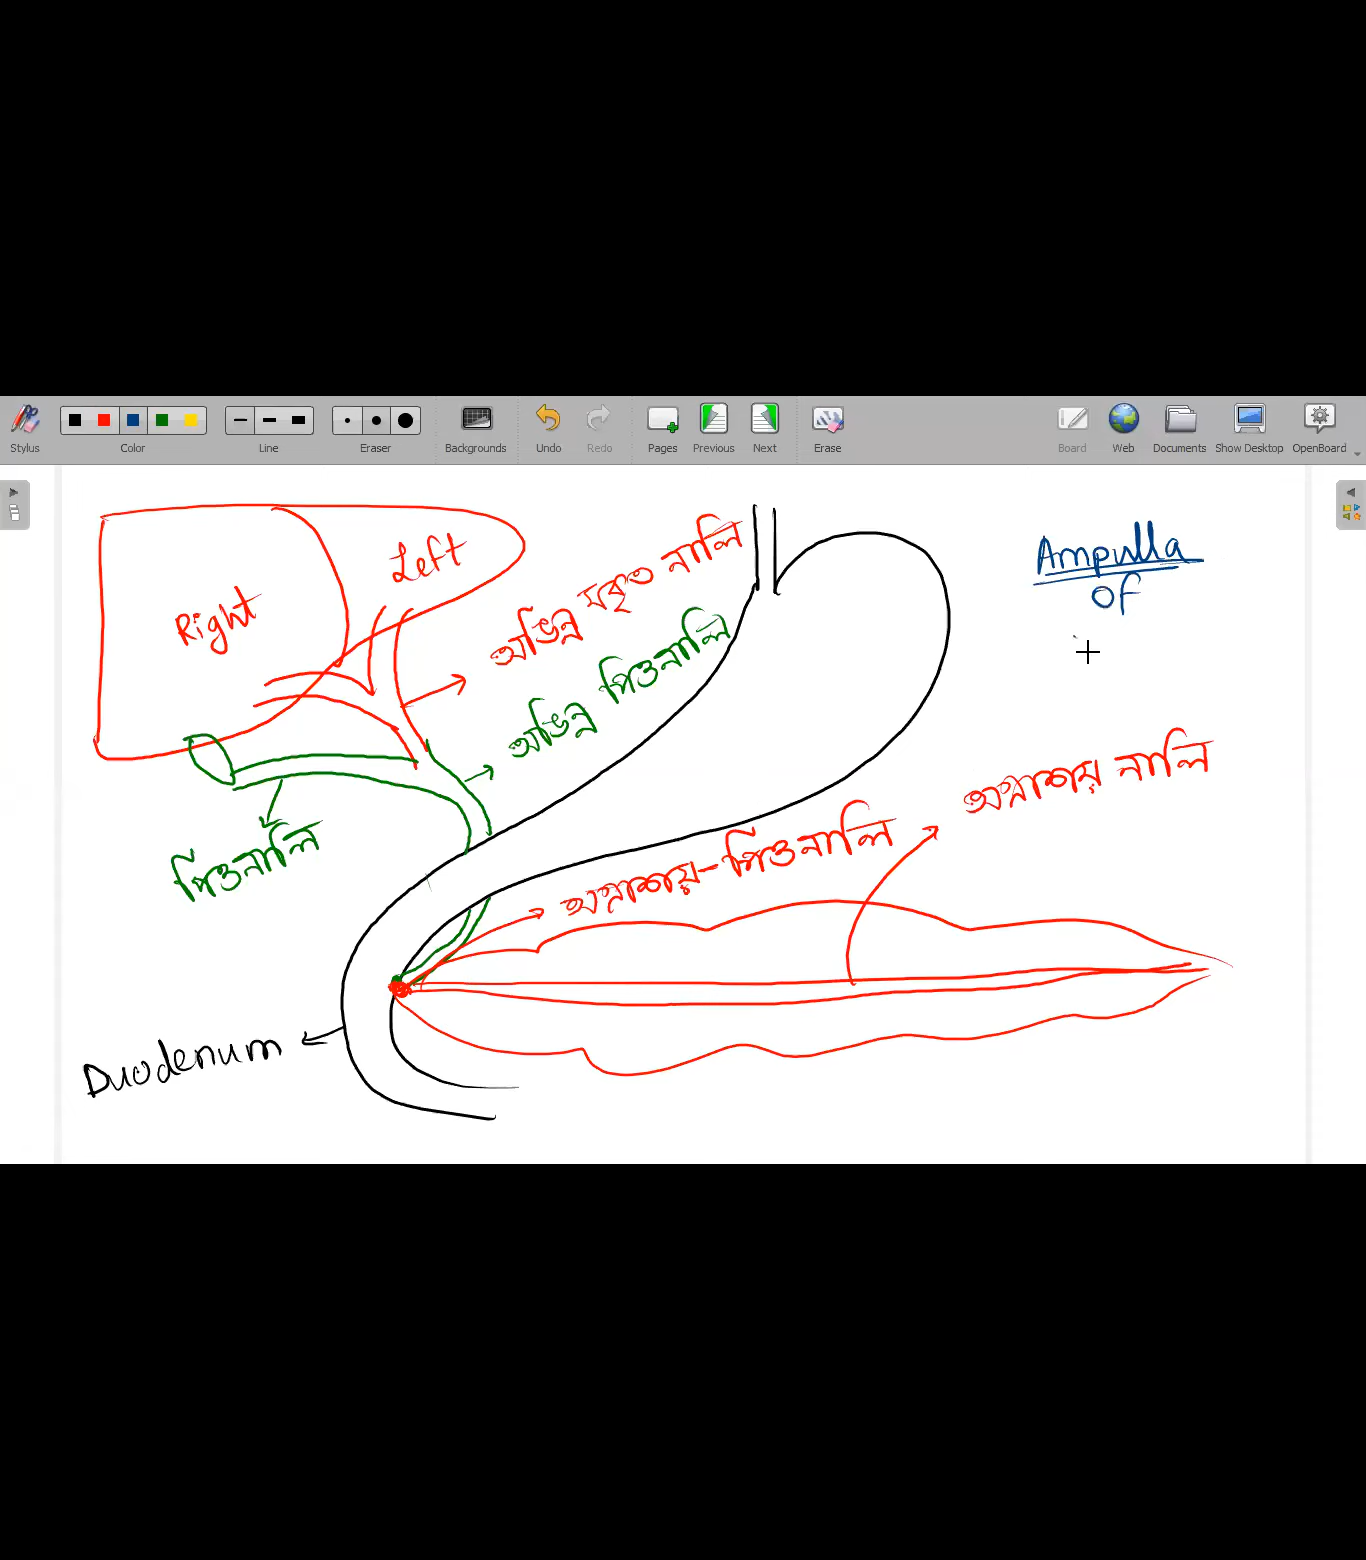 Stylus
Color
Line
Eraser
Backgrounds
Undo
Redo
Pages
Previous
Next
Erase
Board
Web
Documents
Show Desktop
OpenBoard
Right
Left
অভিন্ন যকৃত নালি
অভিন্ন পিত্তনালি
পিত্তনালি
Ampulla
of
অগ্নাশয় নালি
অগ্নাশয়-পিত্তনালি
Duodenum